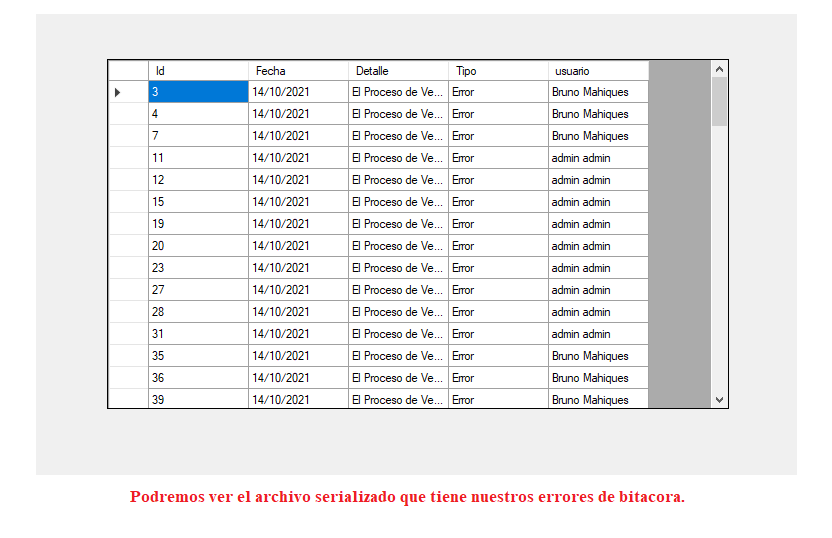 Id Fecha Detalle Tipo usuario
3 14/10/2021 El Proceso de Ve... Error Bruno Mahiques
4 14/10/2021 El Proceso de Ve... Error Bruno Mahiques
7 14/10/2021 El Proceso de Ve... Error Bruno Mahiques
11 14/10/2021 El Proceso de Ve... Error admin admin
12 14/10/2021 El Proceso de Ve... Error admin admin
15 14/10/2021 El Proceso de Ve... Error admin admin
19 14/10/2021 El Proceso de Ve... Error admin admin
20 14/10/2021 El Proceso de Ve... Error admin admin
23 14/10/2021 El Proceso de Ve... Error admin admin
27 14/10/2021 El Proceso de Ve... Error admin admin
28 14/10/2021 El Proceso de Ve... Error admin admin
31 14/10/2021 El Proceso de Ve... Error admin admin
35 14/10/2021 El Proceso de Ve... Error Bruno Mahiques
36 14/10/2021 El Proceso de Ve... Error Bruno Mahiques
39 14/10/2021 El Proceso de Ve... Error Bruno Mahiques
Podremos ver el archivo serializado que tiene nuestros errores de bitacora.